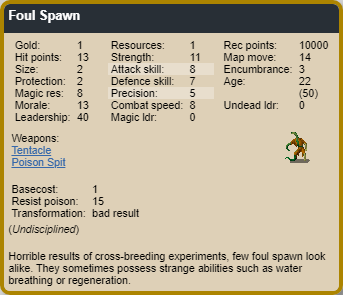 Foul Spawn
Gold: 1 Resources: 1 Rec points: 10000
Hit points: 13 Strength: 11 Map move: 14
Size: 2 Attack skill: 8 Encumbrance: 3
Protection: 2 Defence skill: 7 Age: 22
Magic res: 8 Precision: 5 (50)
Morale: 13 Combat speed: 8 Undead ldr: 0
Leadership: 40 Magic ldr: 0
Weapons:
Tentacle
Poison Spit
Basecost: 1
Resist poison: 15
Transformation: bad result
(Undisciplined)
Horrible results of cross-breeding experiments, few foul spawn look
alike. They sometimes possess strange abilities such as water
breathing or regeneration.